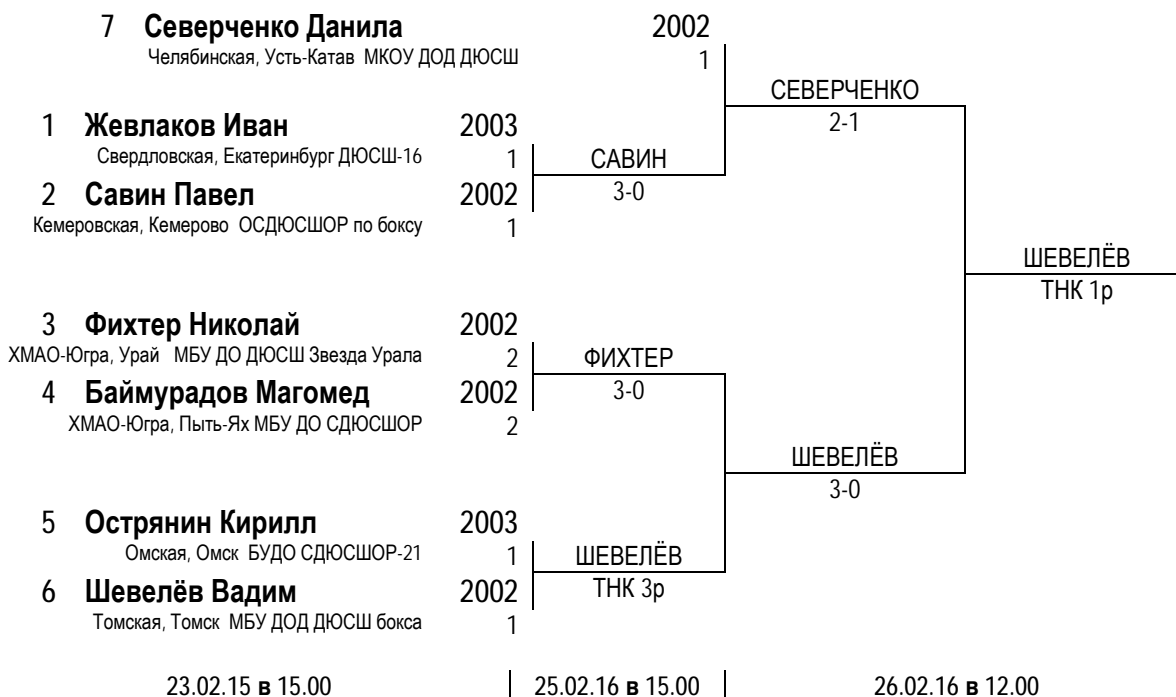 7 Северченко Данила 2002
Челябинская, Усть-Катав МКОУ ДОД ДЮСШ 1
СЕВЕРЧЕНКО
2-1
1 Жевлаков Иван 2003
Свердловская, Екатеринбург ДЮСШ-16 1
САВИН
3-0
2 Савин Павел 2002
Кемеровская, Кемерово ОСДЮСШОР по боксу 1
ШЕВЕЛЁВ
ТНК 1р
3 Фихтер Николай 2002
ХМАО-Югра, Урай МБУ ДО ДЮСШ Звезда Урала 2
ФИХТЕР
3-0
4 Баймурадов Магомед 2002
ХМАО-Югра, Пыть-Ях МБУ ДО СДЮСШОР 2
ШЕВЕЛЁВ
3-0
5 Острянин Кирилл 2003
Омская, Омск БУДО СДЮСШОР-21 1
ШЕВЕЛЁВ
ТНК 3р
6 Шевелёв Вадим 2002
Томская, Томск МБУ ДОД ДЮСШ бокса 1
23.02.15 в 15.00 25.02.16 в 15.00 26.02.16 в 12.00